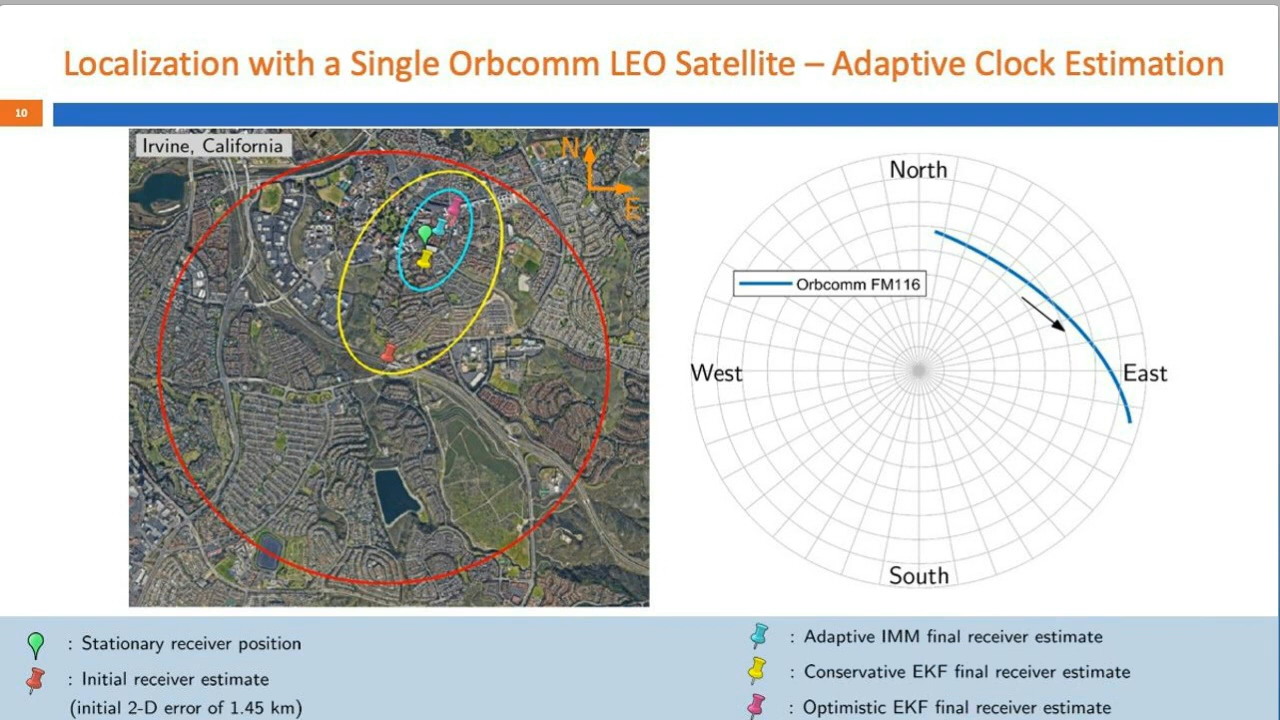 Localization with a Single Orbcomm LEO Satellite – Adaptive Clock Estimation
10
Irvine, California
N
E
North
Orbcomm FM116
West
East
South
: Stationary receiver position
: Initial receiver estimate
(initial 2-D error of 1.45 km)
: Adaptive IMM final receiver estimate
: Conservative EKF final receiver estimate
: Optimistic EKF final receiver estimate